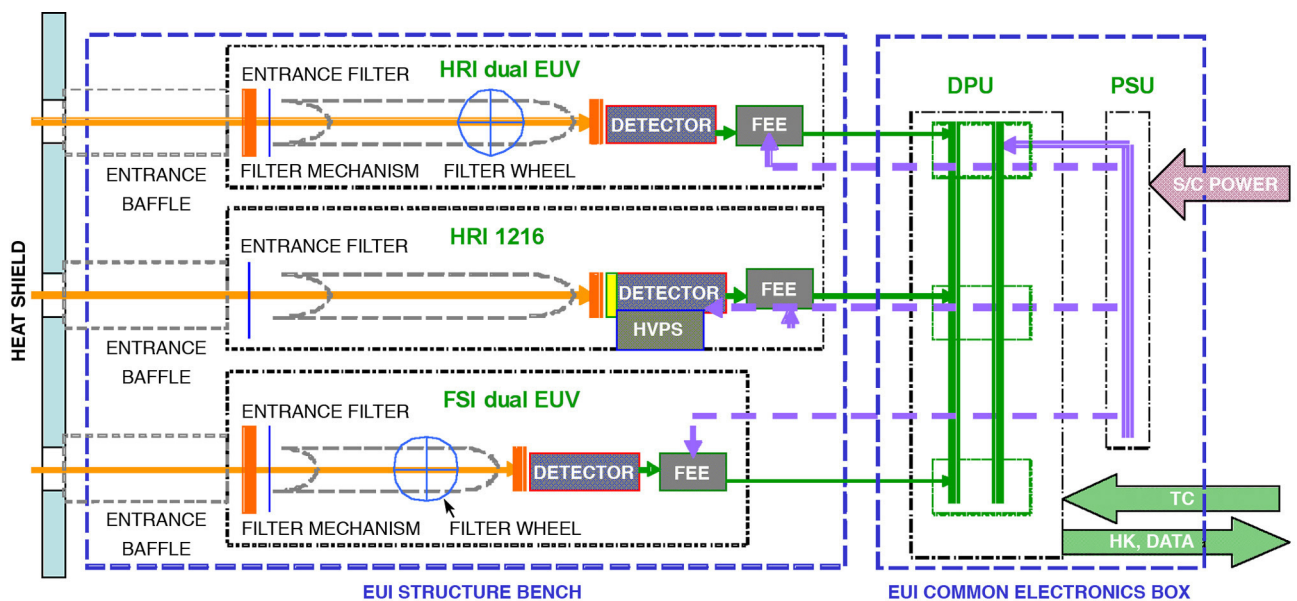 HEAT SHIELD
ENTRANCE FILTER
HRI dual EUV
DETECTOR
FEE
FILTER MECHANISM
FILTER WHEEL
ENTRANCE
BAFFLE
ENTRANCE FILTER
HRI 1216
DETECTOR
FEE
HVPS
ENTRANCE
BAFFLE
ENTRANCE FILTER
FSI dual EUV
DETECTOR
FEE
FILTER MECHANISM
FILTER WHEEL
ENTRANCE
BAFFLE
EUI STRUCTURE BENCH
DPU
PSU
S/C POWER
TC
HK, DATA
EUI COMMON ELECTRONICS BOX